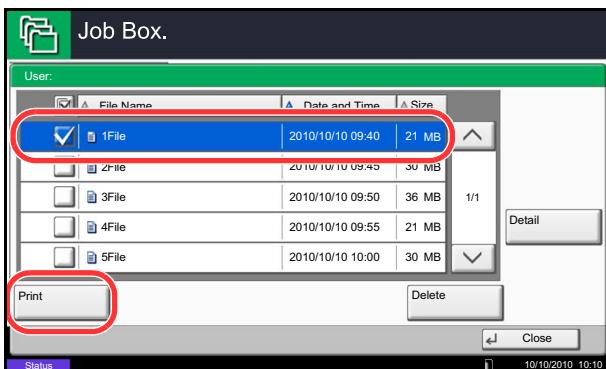 Job Box.
User:
File Name Date and Time Size
1File 2010/10/10 09:40 21 MB
2File 2010/10/10 09:45 30 MB
3File 2010/10/10 09:50 36 MB 1/1
4File 2010/10/10 09:55 21 MB Detail
5File 2010/10/10 10:00 30 MB
Print Delete
Close
Status 10/10/2010 10:10